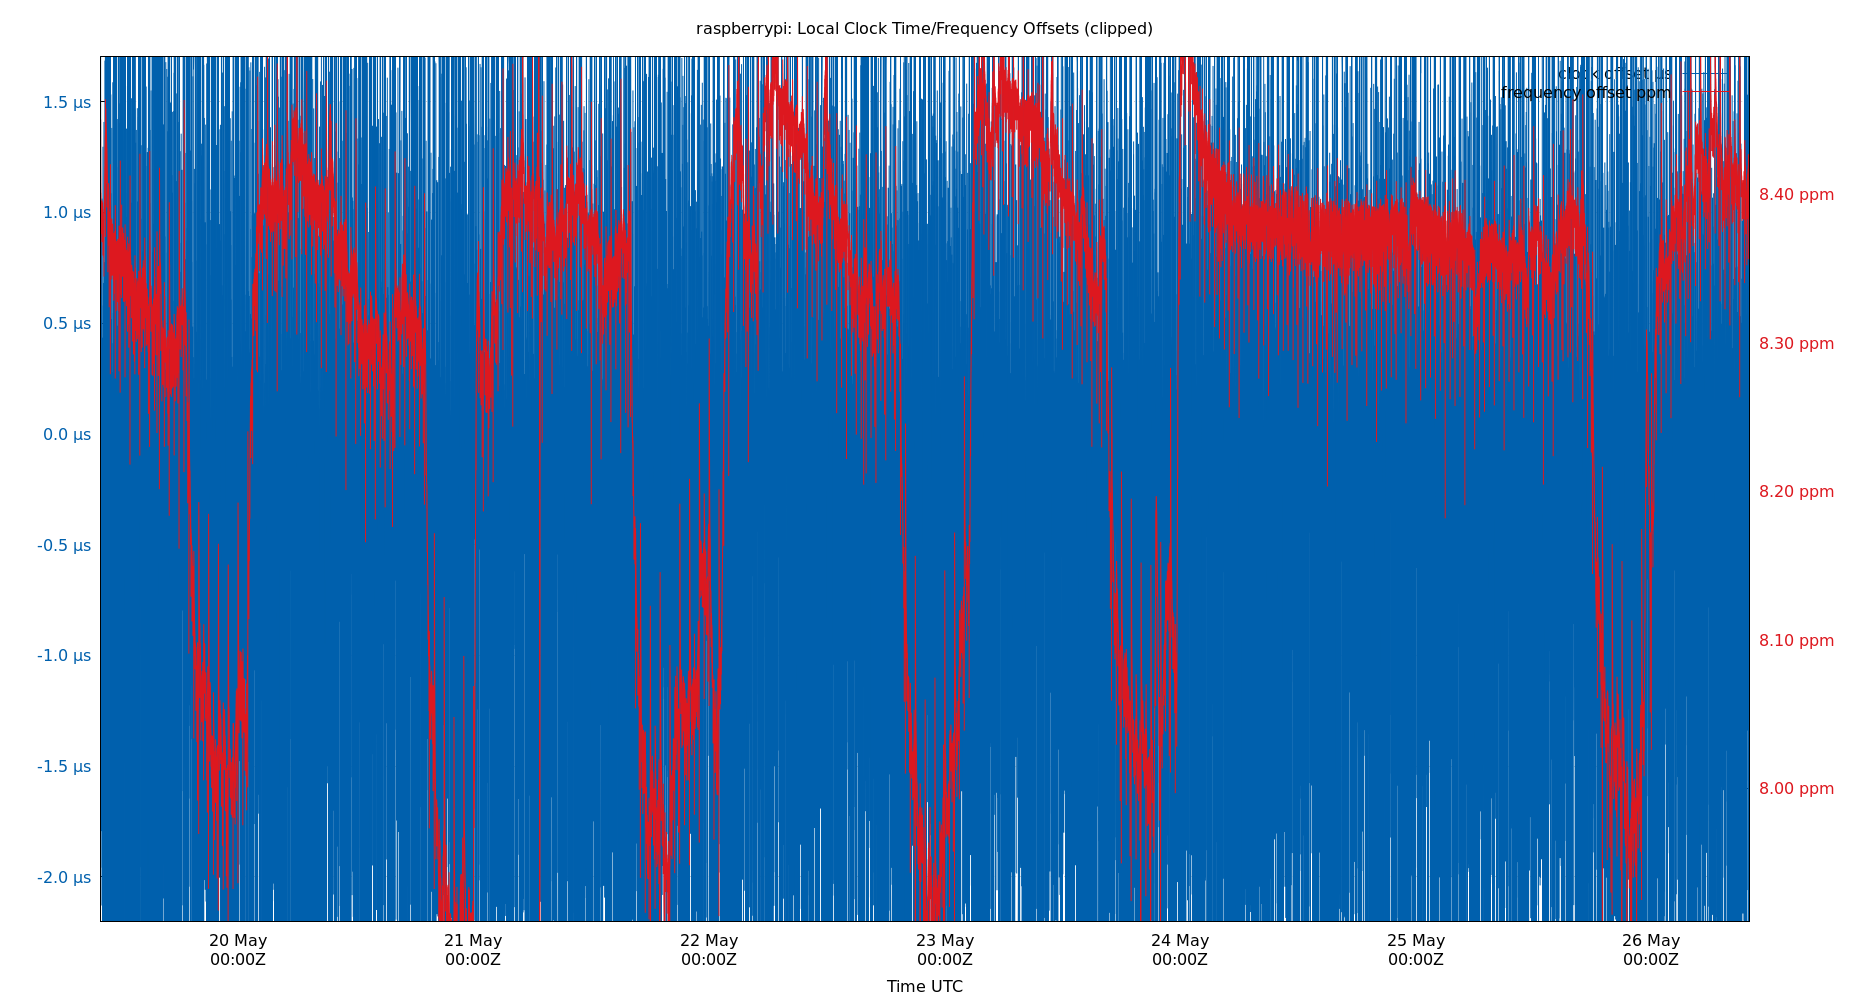 raspberrypi: Local Clock Time/Frequency Offsets (clipped)
clock offset µs
frequency offset ppm
1.5 µs
1.0 µs
0.5 µs
0.0 µs
-0.5 µs
-1.0 µs
-1.5 µs
-2.0 µs
8.40 ppm
8.30 ppm
8.20 ppm
8.10 ppm
8.00 ppm
20 May 21 May 22 May 23 May 24 May 25 May 26 May
00:00Z 00:00Z 00:00Z 00:00Z 00:00Z 00:00Z 00:00Z
Time UTC